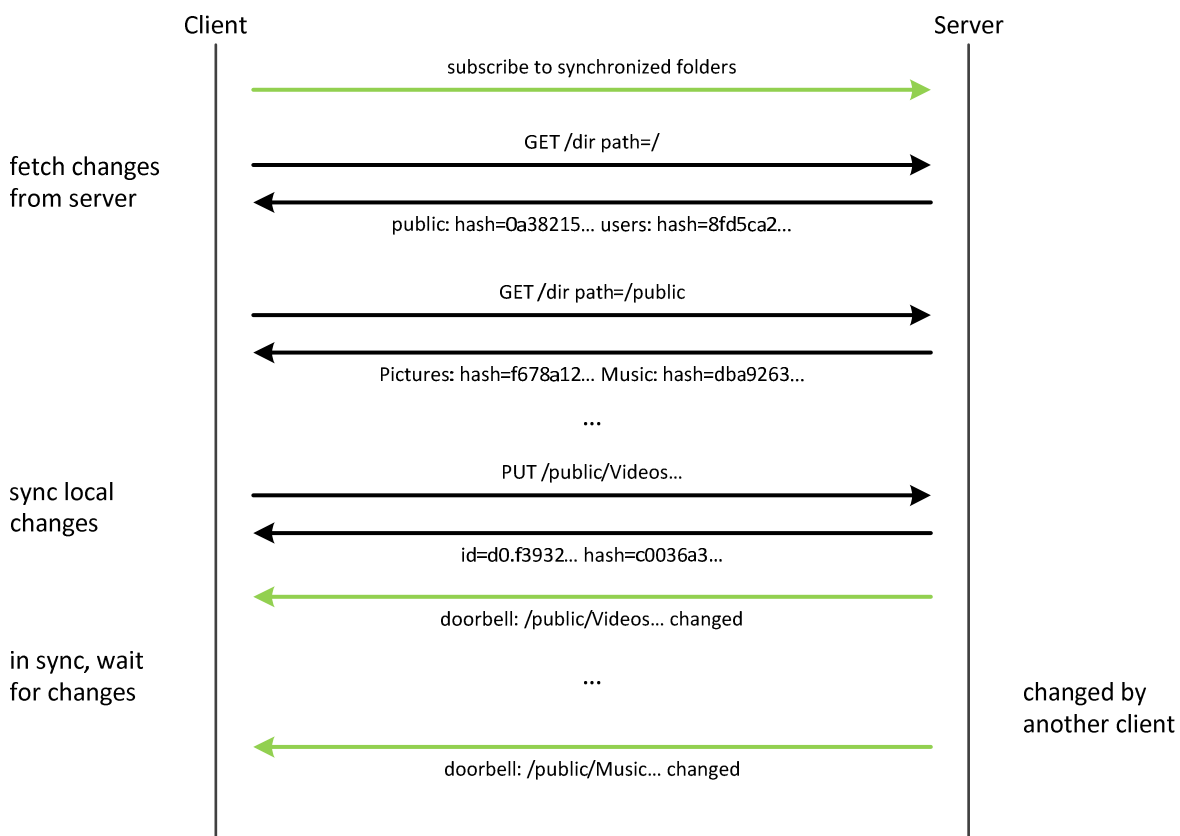 Client
Server
subscribe to synchronized folders
GET /dir path=/
fetch changes
from server
public: hash=0a38215... users: hash=8fd5ca2...
GET /dir path=/public
Pictures: hash=f678a12... Music: hash=dba9263...
...
PUT /public/Videos...
sync local
changes
id=d0.f3932... hash=c0036a3...
doorbell: /public/Videos... changed
in sync, wait
for changes
...
changed by
another client
doorbell: /public/Music... changed